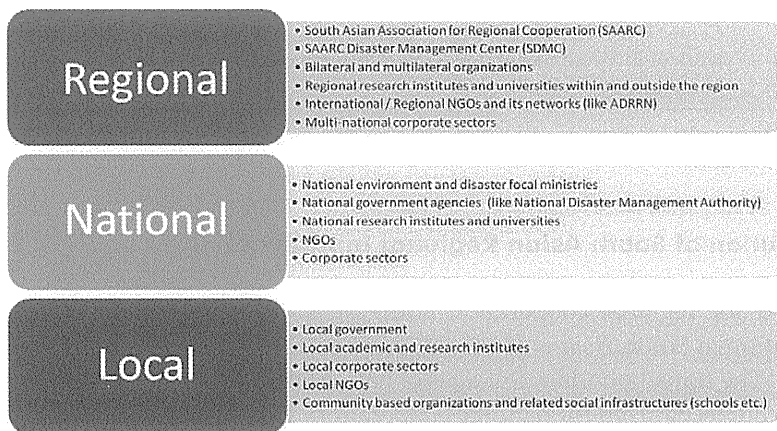 Regional
• South Asian Association for Regional Cooperation (SAARC)
• SAARC Disaster Management Center (SDMC)
• Bilateral and multilateral organizations
• Regional research institutes and universities within and outside the region
• International / Regional NGOs and its networks (like ADRRN)
• Multi-national corporate sectors
National
• National environment and disaster focal ministries
• National government agencies (like National Disaster Management Authority)
• National research institutes and universities
• NGOs
• Corporate sectors
Local
• Local government
• Local academic and research institutes
• Local corporate sectors
• Local NGOs
• Community based organizations and related social infrastructures (schools etc.)